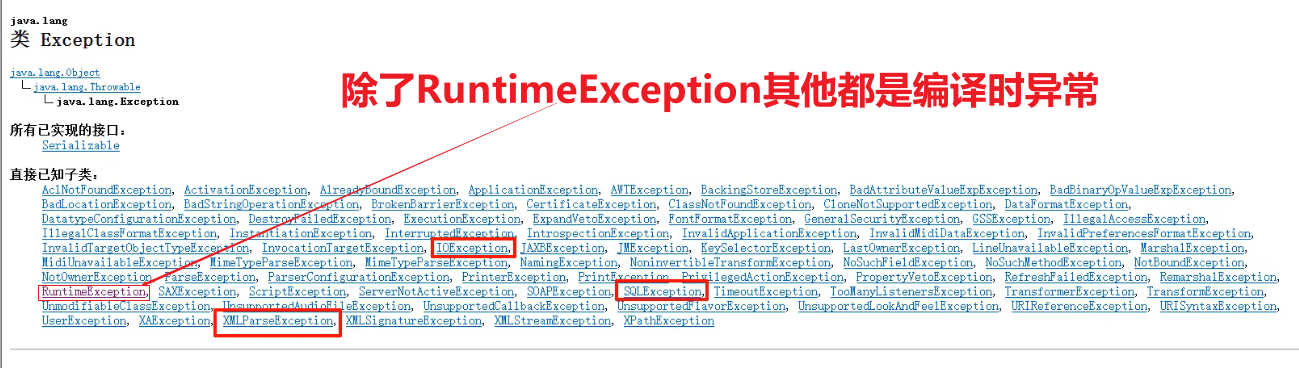 java.lang
类 Exception
java.lang.Object
java.lang.Throwable
java.lang.Exception
除了RuntimeException其他都是编译时异常
所有已实现的接口：
Serializable
直接已知子类：
AclNotFoundException, ActivationException, AlreadyBoundException, ApplicationException, AWTException, BackingStoreException, BadAttributeValueExpException, BadBinaryOpValueExpException,
BadLocationException, BadStringOperationException, BrokenBarrierException, CertificateException, ClassNotFoundException, CloneNotSupportedException, DataFormatException,
DatatypeConfigurationException, DestroyFailedException, ExecutionException, ExpandVetoException, FontFormatException, GeneralSecurityException, GSSException, IllegalAccessException,
IllegalClassFormatException, InstantiationException, InterruptedException, IntrospectionException, InvalidApplicationException, InvalidMidiDataException, InvalidPreferencesFormatException,
InvalidTargetObjectTypeException, InvocationTargetException, IOException, JAXBException, JMException, KeySelectorException, LastOwnerException, LineUnavailableException, MarshalException,
MidiUnavailableException, MimeTypeParseException, MimeTypeParseException, NamingException, NoninvertibleTransformException, NoSuchFieldException, NoSuchMethodException, NotBoundException,
NotOwnerException, ParseException, ParserConfigurationException, PrinterException, PrintException, PrivilegedActionException, PropertyVetoException, RefreshFailedException, RemarshalException,
RuntimeException, SAXException, ScriptException, ServerNotActiveException, SOAPException, SQLException, TimeoutException, TooManyListenersException, TransformerException, TransformException,
UnmodifiableClassException, UnsupportedAudioFileException, UnsupportedCallbackException, UnsupportedFlavorException, UnsupportedLookAndFeelException, URIReferenceException, URISyntaxException,
UserException, XAException, XMLParseException, XMLSignatureException, XMLStreamException, XPathException